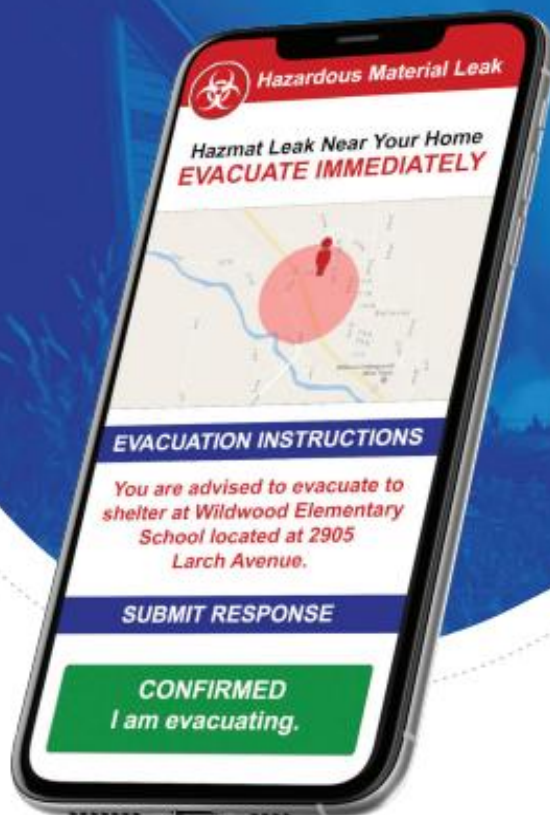 Hazardous Material Leak
Hazmat Leak Near Your Home
EVACUATE IMMEDIATELY
EVACUATION INSTRUCTIONS
You are advised to evacuate to
shelter at Wildwood Elementary
School located at 2905
Larch Avenue.
SUBMIT RESPONSE
CONFIRMED
I am evacuating.